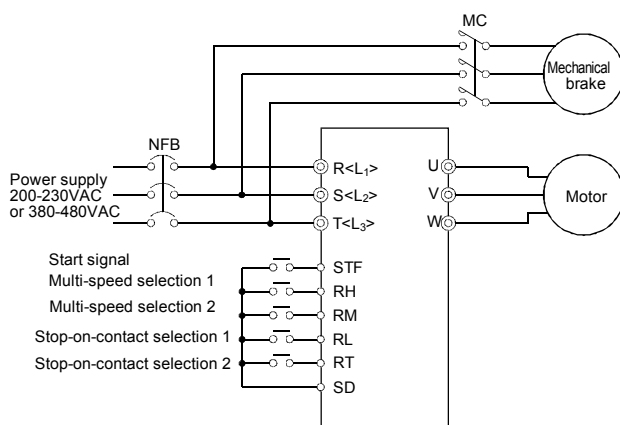 MC
Mechanical
brake
NFB
Power supply
200-230VAC
or 380-480VAC
R<L₁>
S<L₂>
T<L₃>
U
V
W
Motor
Start signal
STF
Multi-speed selection 1
RH
Multi-speed selection 2
RM
Stop-on-contact selection 1
RL
Stop-on-contact selection 2
RT
SD